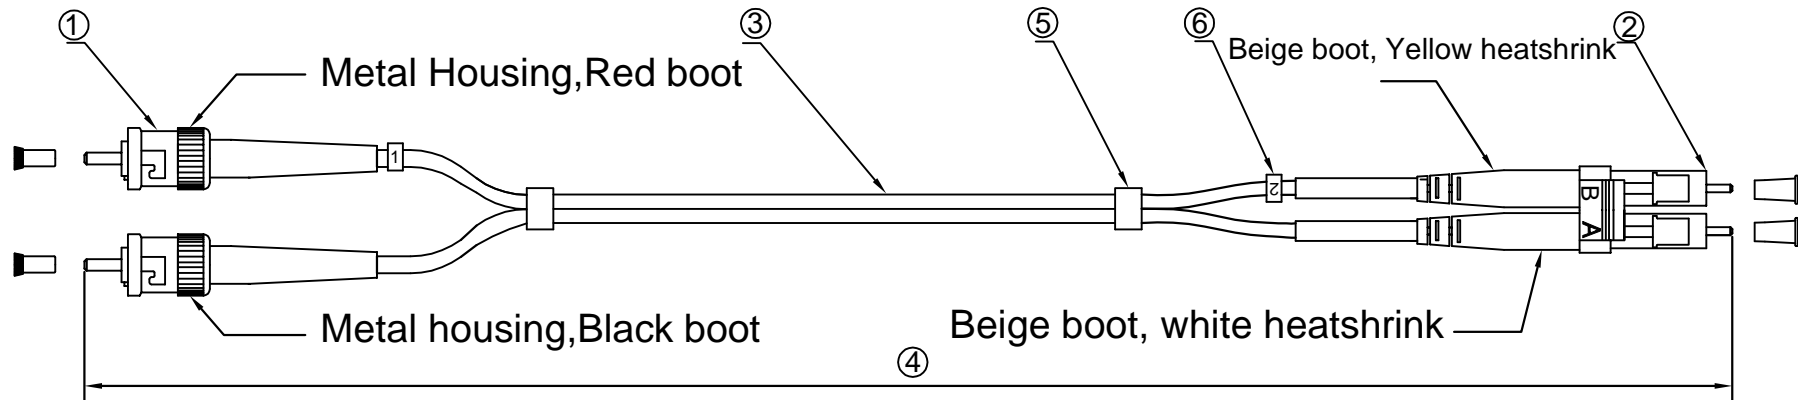 ①
③
⑤
⑥
Beige boot, Yellow heatshrink
②
Metal Housing,Red boot
1
2
B
A
Metal housing,Black boot
Beige boot, white heatshrink
④